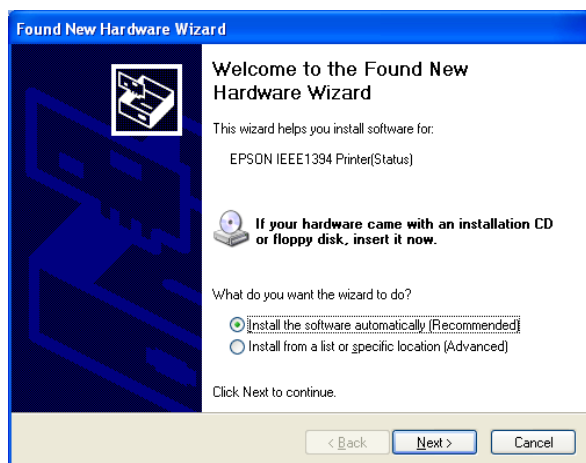 Found New Hardware Wizard
Welcome to the Found New
Hardware Wizard
This wizard helps you install software for:
EPSON IEEE1394 Printer(Status)
If your hardware came with an installation CD
or floppy disk, insert it now.
What do you want the wizard to do?
Install the software automatically (Recommended)
Install from a list or specific location (Advanced)
Click Next to continue.
< Back Next > Cancel